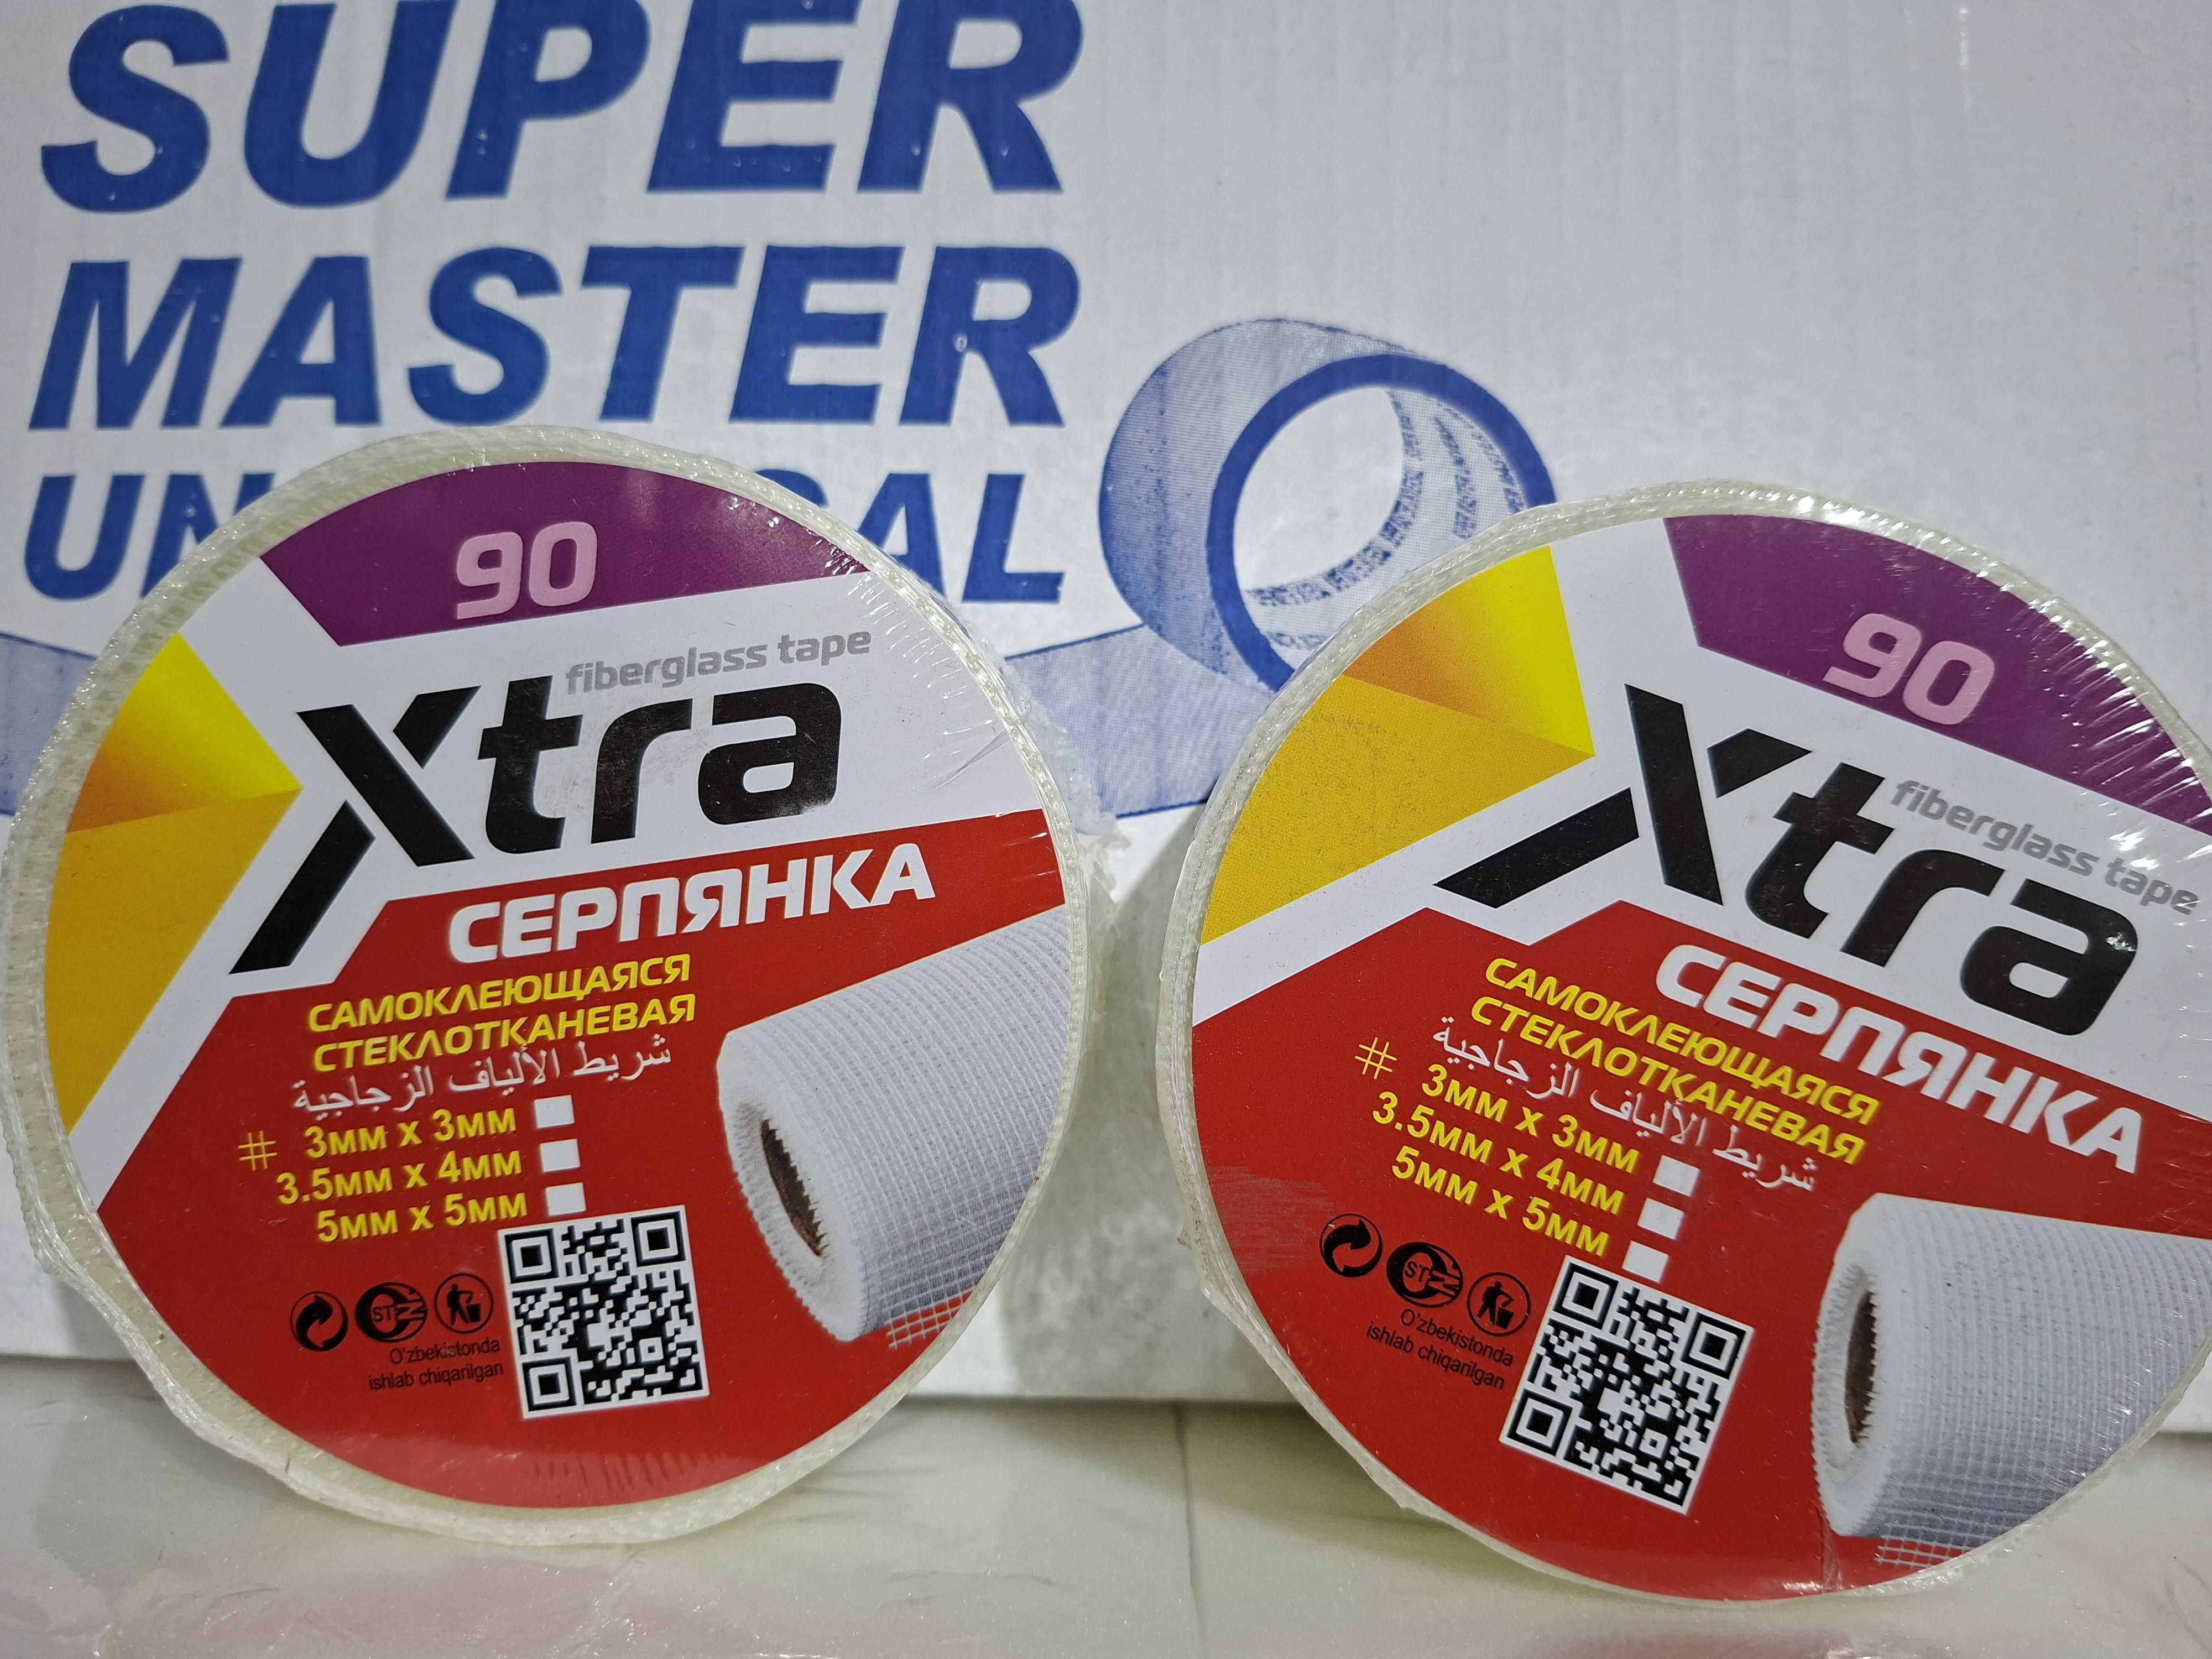 SUPER
MASTER
90
fiberglass tape
Xtra
СЕРПЯНКА
САМОКЛЕЮЩАЯСЯ
СТЕКЛОТКАНЕВАЯ
شريط الألياف الزجاجية
# 3мм x 3мм
3.5мм x 4мм
5мм x 5мм
O'zbekistonda
ishlab chiqarilgan
90
fiberglass tape
Xtra
СЕРПЯНКА
САМОКЛЕЮЩАЯСЯ
СТЕКЛОТКАНЕВАЯ
شريط الألياف الزجاجية
# 3мм x 3мм
3.5мм x 4мм
5мм x 5мм
O'zbekistonda
ishlab chiqarilgan